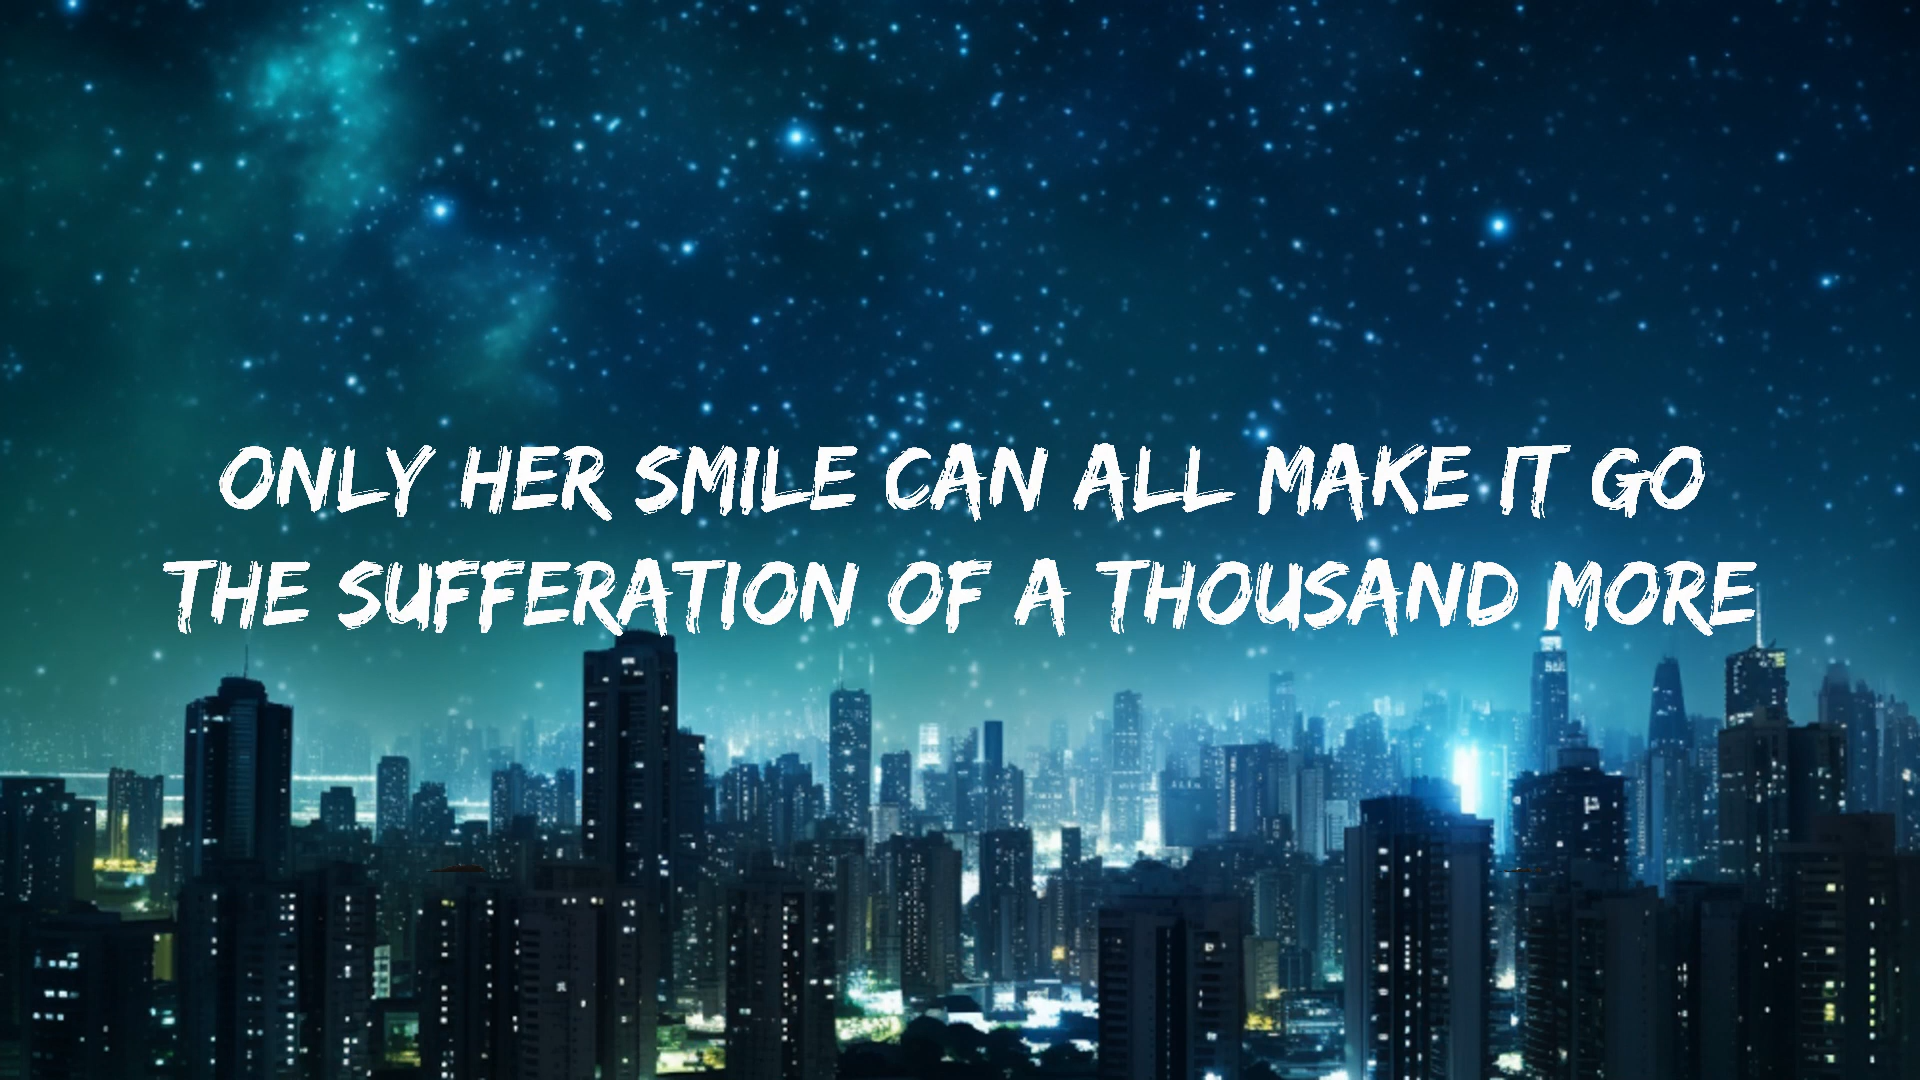 ONLY HER SMILE CAN ALL MAKE IT GO
THE SUFFERATION OF A THOUSAND MORE